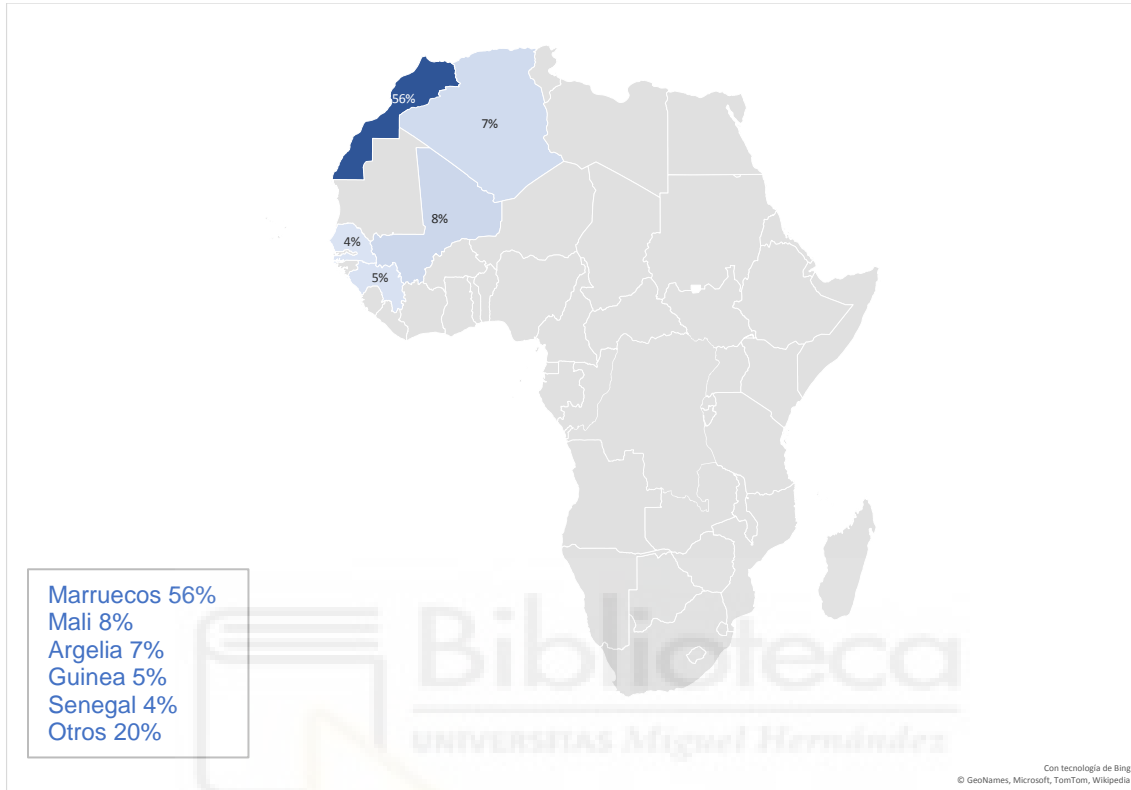 56%
7%
8%
4%
5%
Marruecos 56%
Mali 8%
Argelia 7%
Guinea 5%
Senegal 4%
Otros 20%
Biblioteca
UNIVERSITAS Miguel Hernández
Con tecnología de Bing
© GeoNames, Microsoft, TomTom, Wikipedia